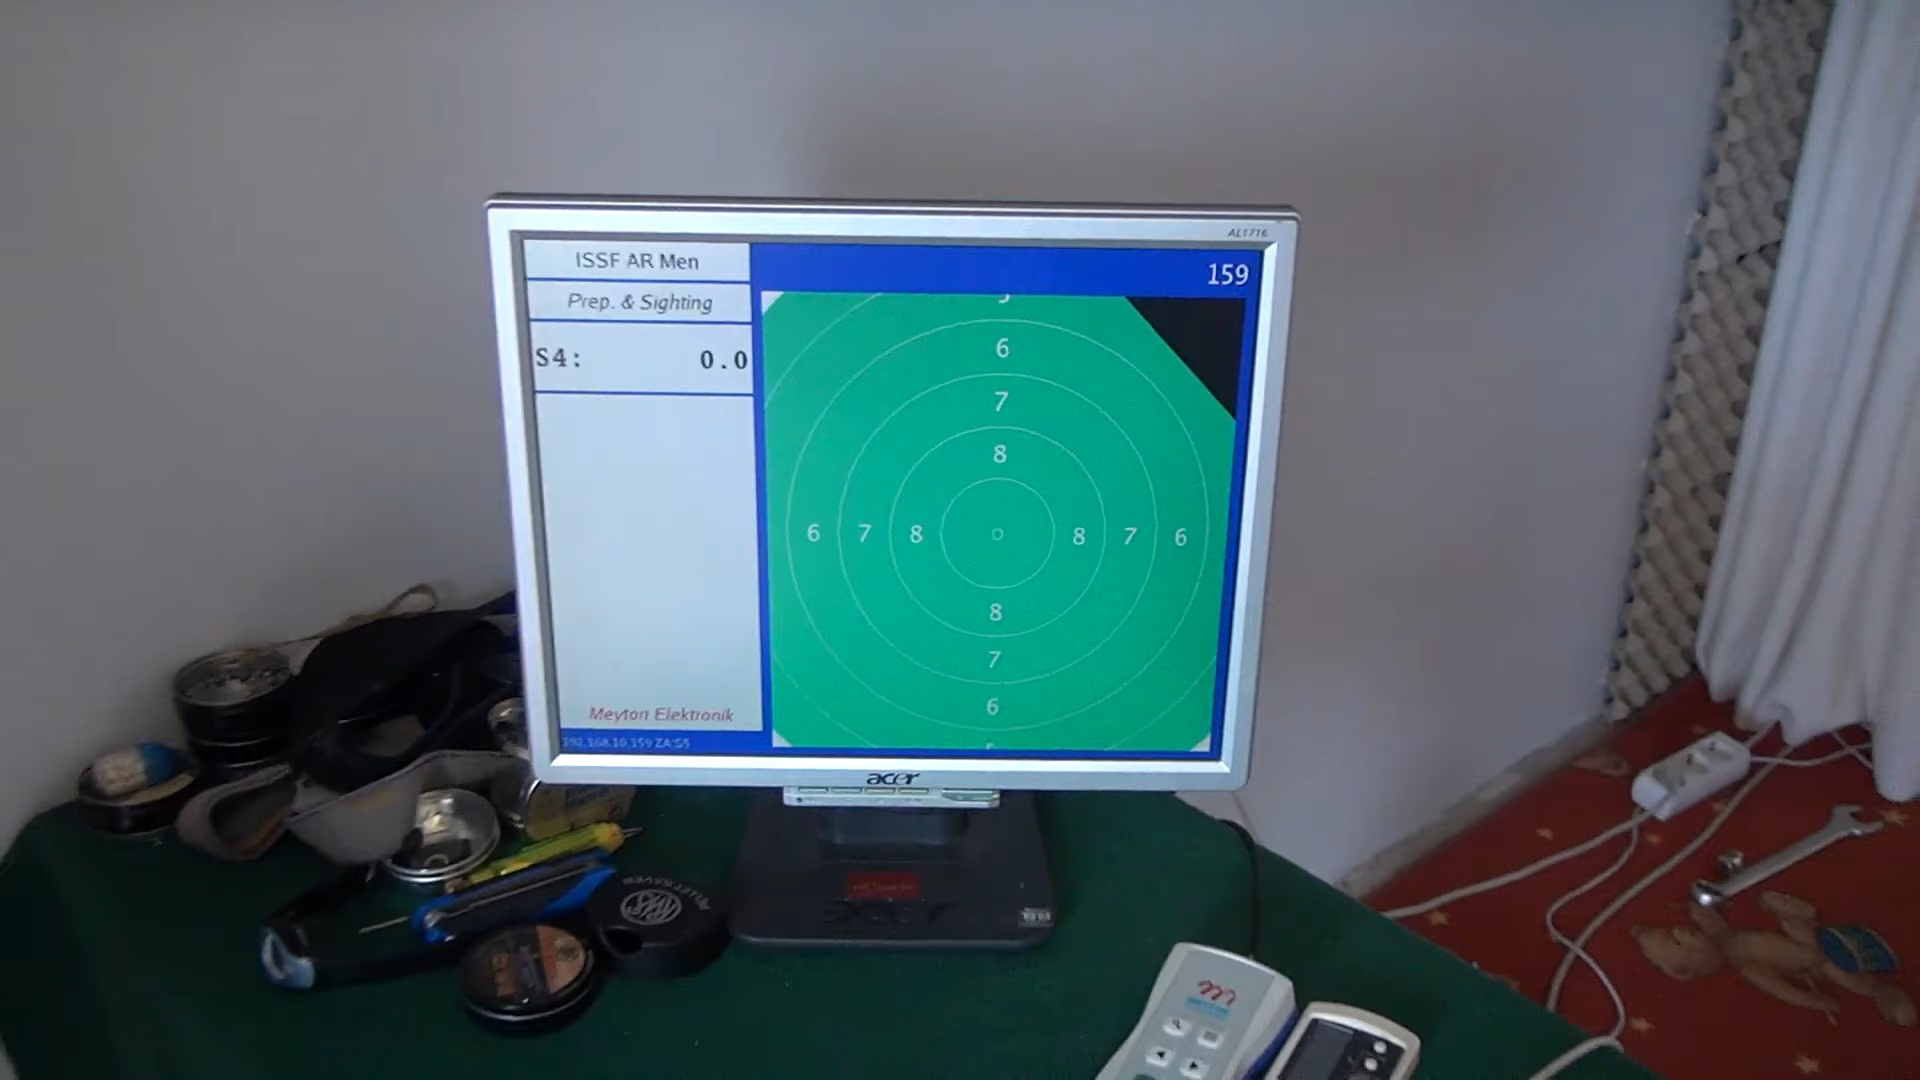 AL1716
ISSF AR Men
159
Prep. & Sighting
S4: 0.0
6
7
8
6 7 8 8 7 6
8
7
6
Meyton Elektronik
192.168.10.159 ZA:S5
acer